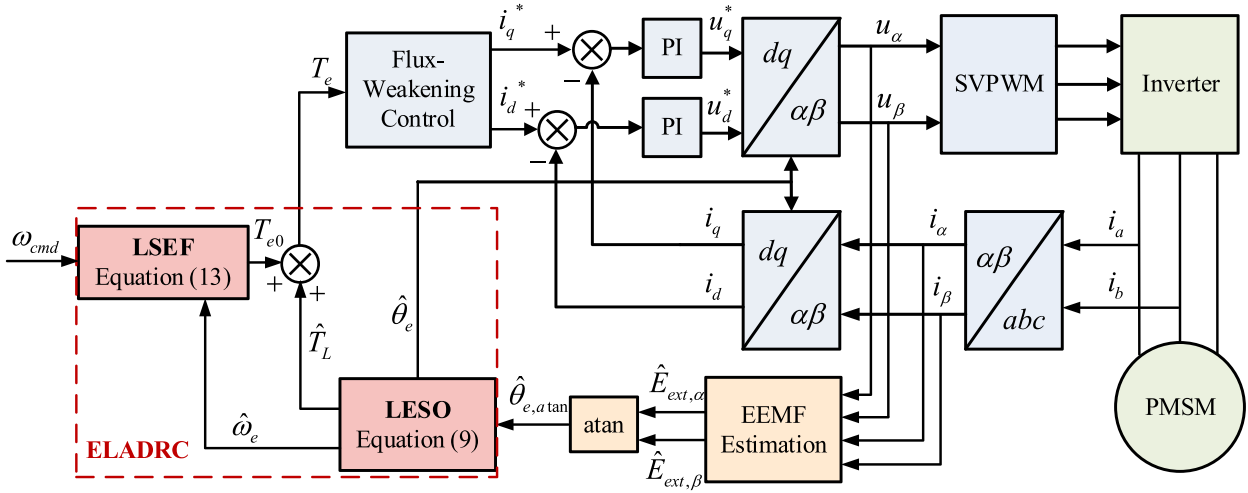 i_q^*
u_q^*
u_α
T_e
Flux-
Weakening
Control
+
−
PI
dq
αβ
SVPWM
Inverter
i_d^*
+
−
PI
u_d^*
u_β
ω_cmd
LSEF
Equation (13)
T_e0
+
+
i_q
dq
αβ
i_α
αβ
abc
i_a
i_d
i_β
i_b
θ̂_e
T̂_L
ω̂_e
LESO
Equation (9)
ELADRC
θ̂_e,atan
atan
Ê_ext,α
Ê_ext,β
EEMF
Estimation
PMSM